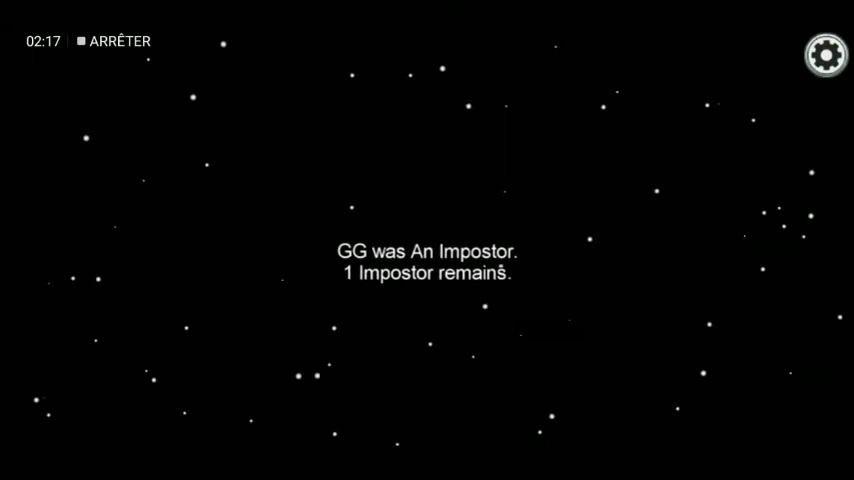 02:17 ARRÊTER
GG was An Impostor.
1 Impostor remains.